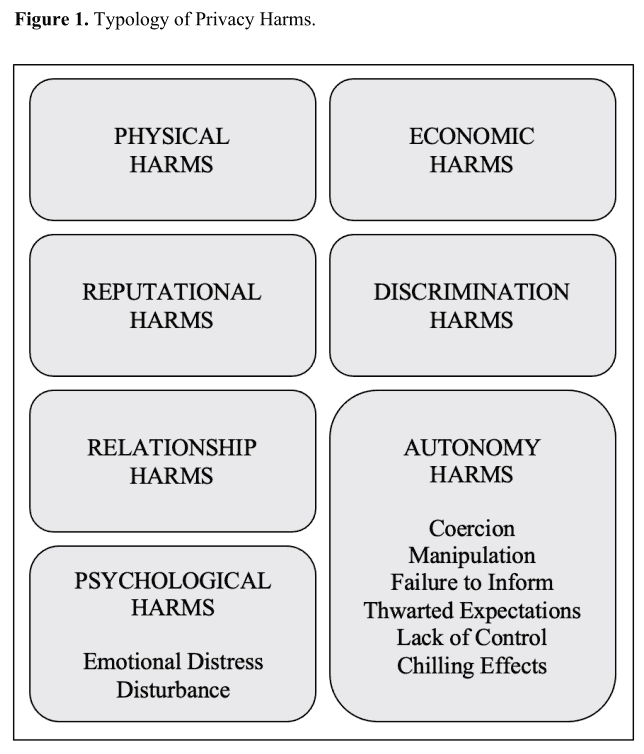 Figure 1. Typology of Privacy Harms.
PHYSICAL
HARMS
ECONOMIC
HARMS
REPUTATIONAL
HARMS
DISCRIMINATION
HARMS
RELATIONSHIP
HARMS
AUTONOMY
HARMS
Coercion
Manipulation
Failure to Inform
Thwarted Expectations
Lack of Control
Chilling Effects
PSYCHOLOGICAL
HARMS
Emotional Distress
Disturbance